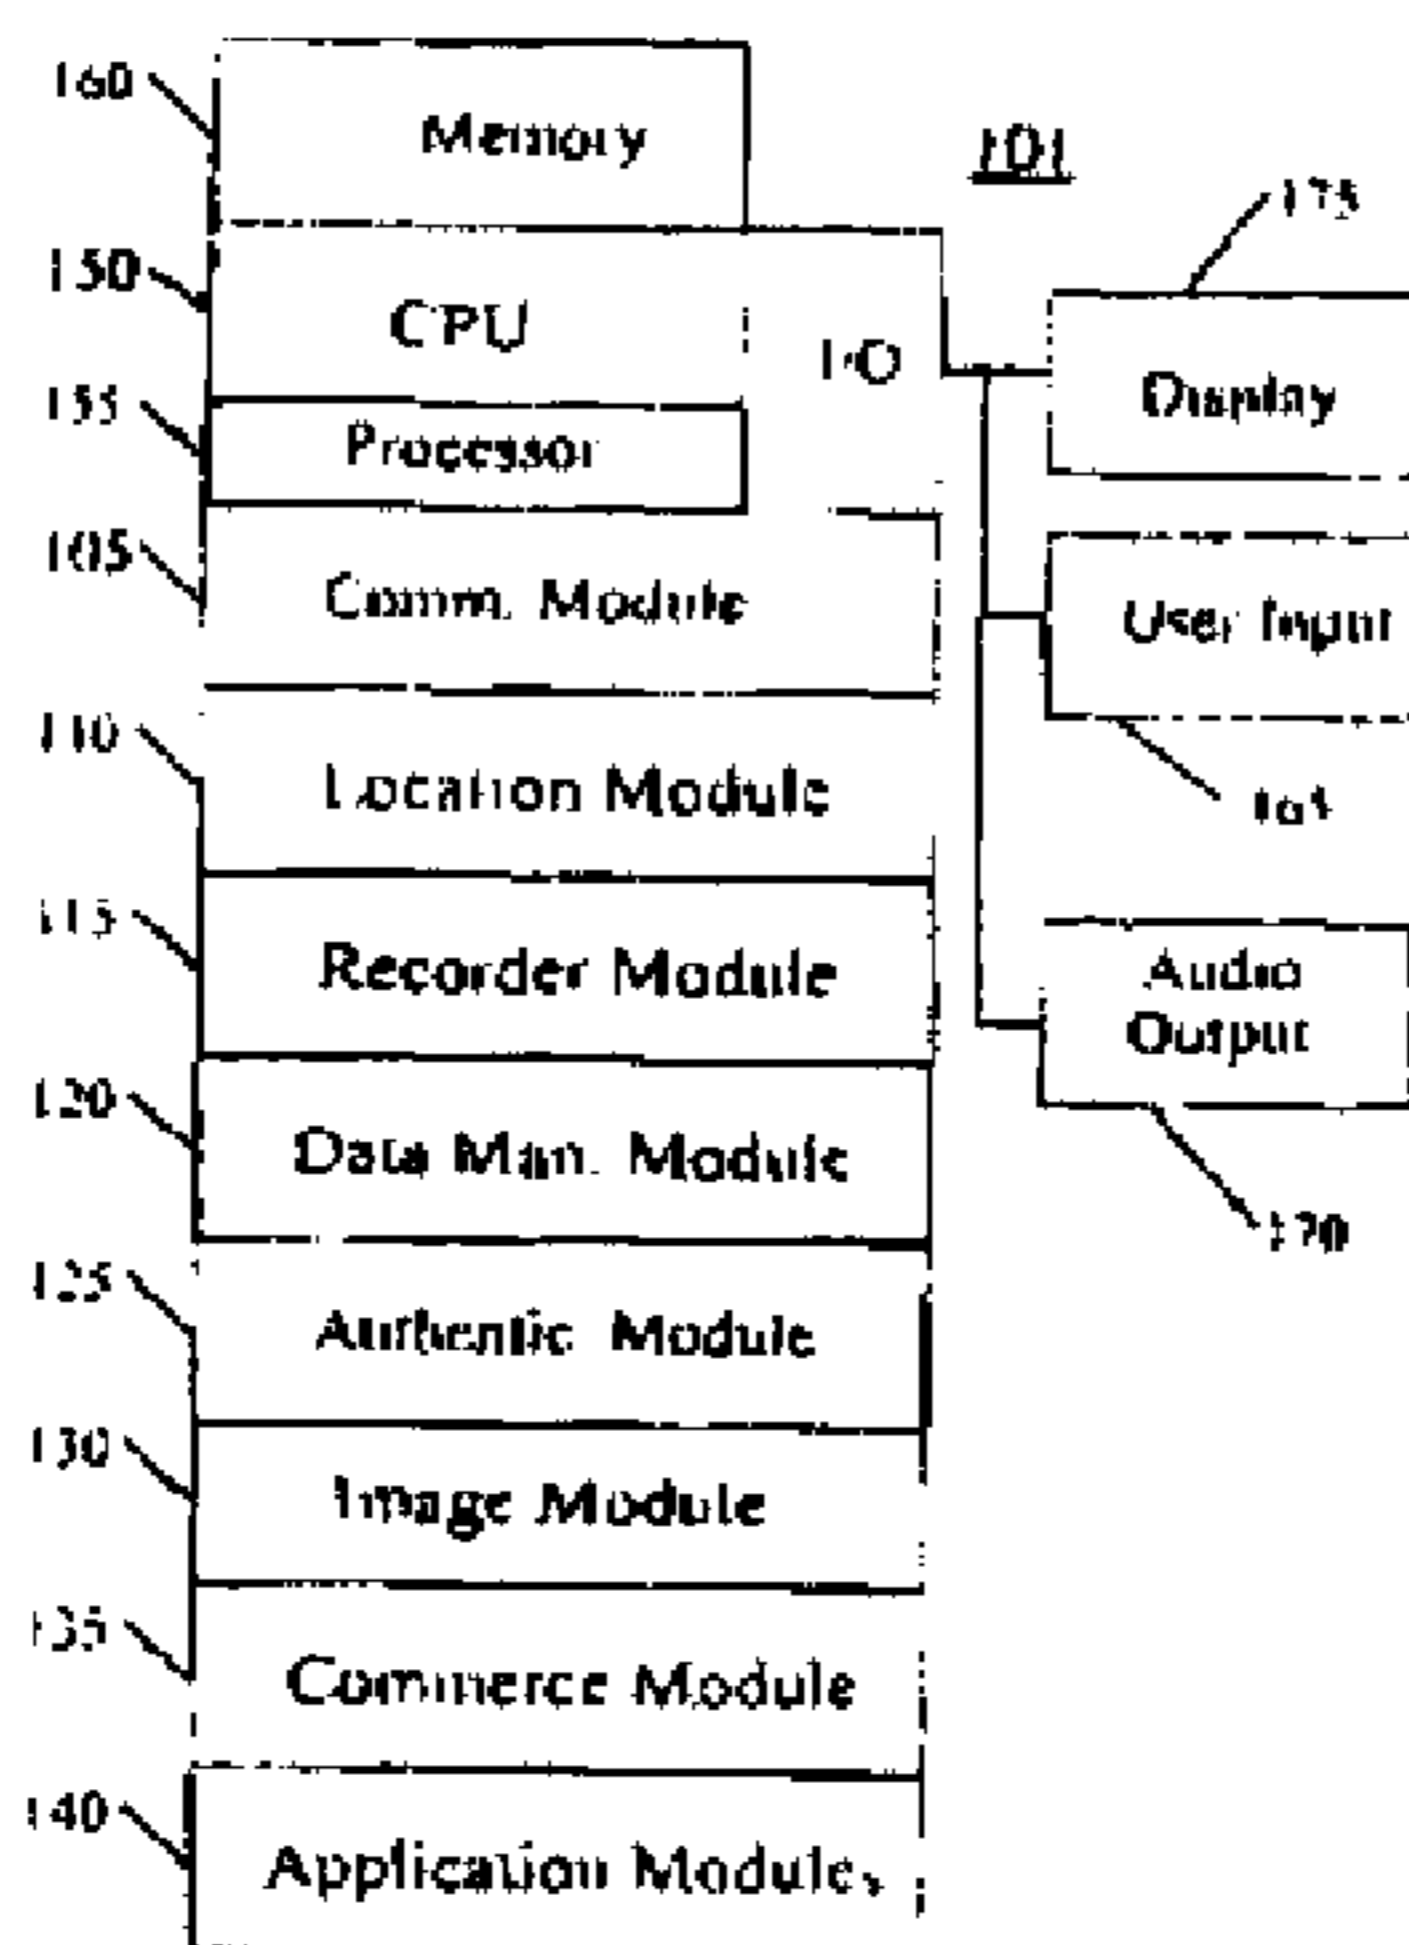 160
Memory
101
175
150
CPU
I/O
Display
155
Processor
105
Comm. Module
User Input
110
Location Module
165
115
Recorder Module
Audio
Output
120
Data Man. Module
170
125
Authentic Module
130
Image Module
135
Commerce Module
140
Application Modules